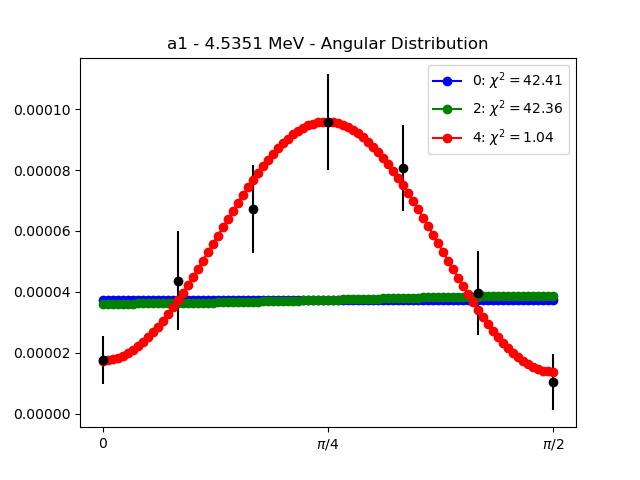 a1 - 4.5351 MeV - Angular Distribution
0: χ² = 42.41
2: χ² = 42.36
4: χ² = 1.04
0.00010
0.00008
0.00006
0.00004
0.00002
0.00000
0
π/4
π/2